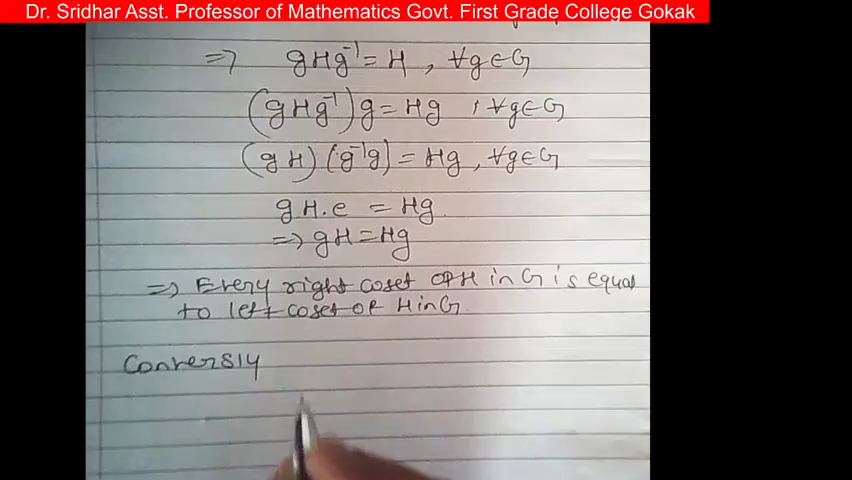 Dr. Sridhar Asst. Professor of Mathematics Govt. First Grade College Gokak
⇒ gHg⁻¹ = H , ∀g∈G
(gHg⁻¹)g = Hg , ∀g∈G
(gH)(g⁻¹g) = Hg, ∀g∈G
gH.e = Hg.
⇒ gH = Hg
⇒ Every right coset of H in G is equal
to left coset of H in G.
Conversly